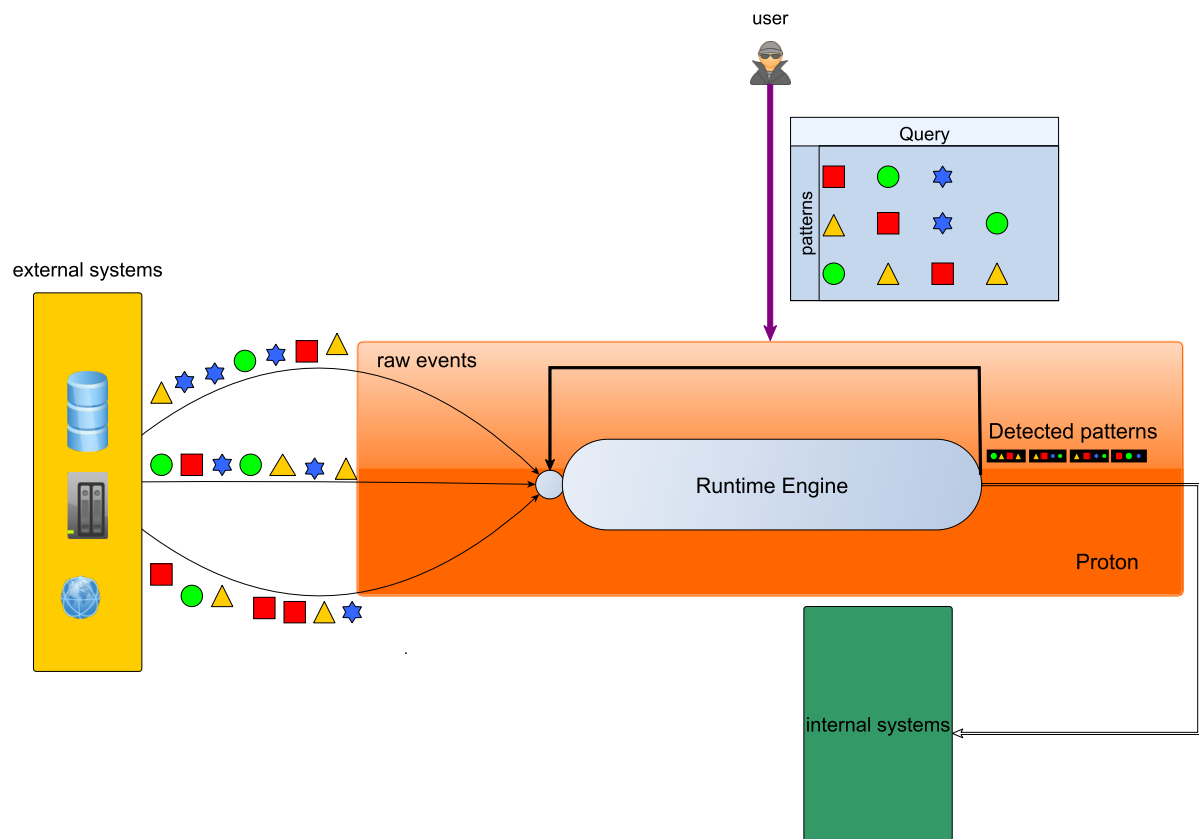 user
Query
patterns
external systems
raw events
Detected patterns
Runtime Engine
Proton
internal systems